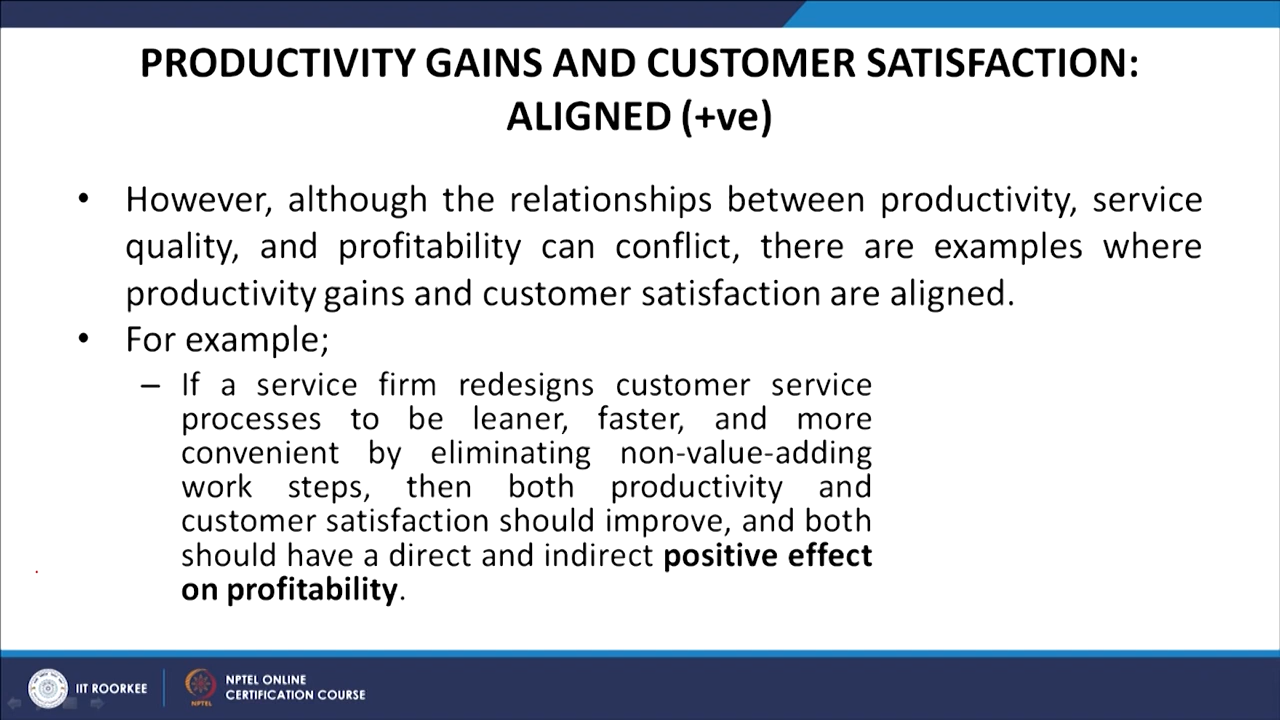 PRODUCTIVITY GAINS AND CUSTOMER SATISFACTION:
ALIGNED (+ve)
• However, although the relationships between productivity, service
quality, and profitability can conflict, there are examples where
productivity gains and customer satisfaction are aligned.
• For example;
– If a service firm redesigns customer service
processes to be leaner, faster, and more
convenient by eliminating non-value-adding
work steps, then both productivity and
customer satisfaction should improve, and both
should have a direct and indirect positive effect
on profitability.
IIT ROORKEE
NPTEL
NPTEL ONLINE
CERTIFICATION COURSE